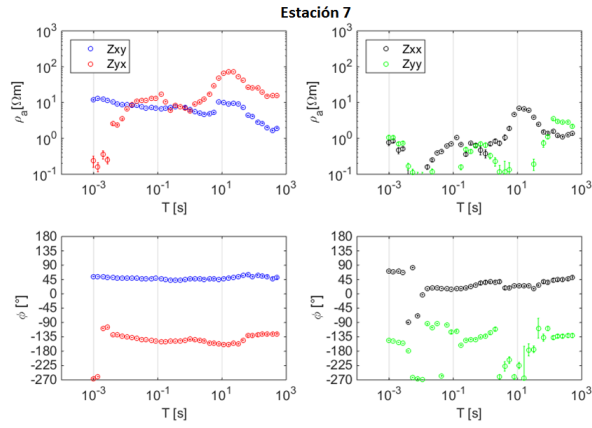 Estación 7
10³
10²
10¹
10⁰
10⁻¹
ρa[Ωm]
Zxy
Zyx
10⁻³ 10⁻¹ 10¹ 10³
T [s]
10³
10²
10¹
10⁰
10⁻¹
ρa[Ωm]
Zxx
Zyy
10⁻³ 10⁻¹ 10¹ 10³
T [s]
180
135
90
45
0
-45
-90
-135
-180
-225
-270
ϕ [°]
10⁻³ 10⁻¹ 10¹ 10³
T [s]
180
135
90
45
0
-45
-90
-135
-180
-225
-270
ϕ [°]
10⁻³ 10⁻¹ 10¹ 10³
T [s]